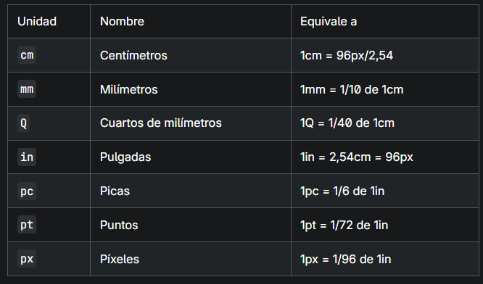 Unidad Nombre Equivale a
cm Centímetros 1cm = 96px/2,54
mm Milímetros 1mm = 1/10 de 1cm
Q Cuartos de milímetros 1Q = 1/40 de 1cm
in Pulgadas 1in = 2,54cm = 96px
pc Picas 1pc = 1/6 de 1in
pt Puntos 1pt = 1/72 de 1in
px Píxeles 1px = 1/96 de 1in